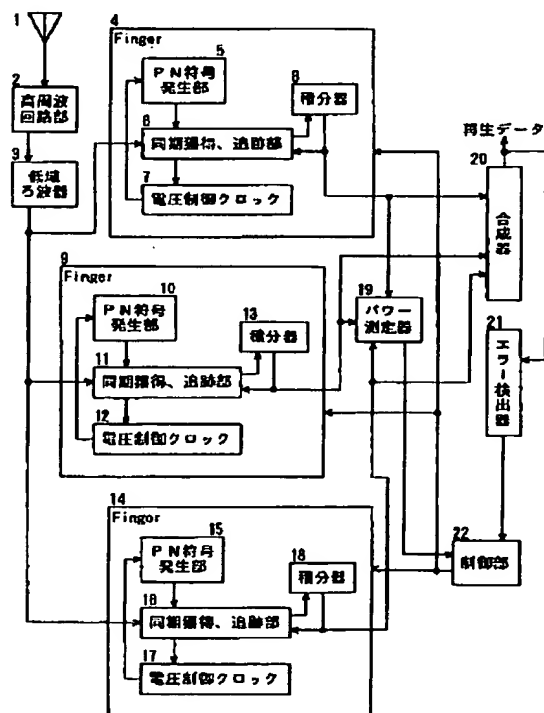 1
2
高周波
回路部
3
低域
ろ波器
4
Finger
5
PN符号
発生部
6
同期獲得、追跡部
7
電圧制御クロック
8
積分器
9
Finger
10
PN符号
発生部
11
同期獲得、追跡部
12
電圧制御クロック
13
積分器
14
Finger
15
PN符号
発生部
16
同期獲得、追跡部
17
電圧制御クロック
18
積分器
19
パワー
測定器
再生データ
20
合成器
21
エラー検出器
22
制御部